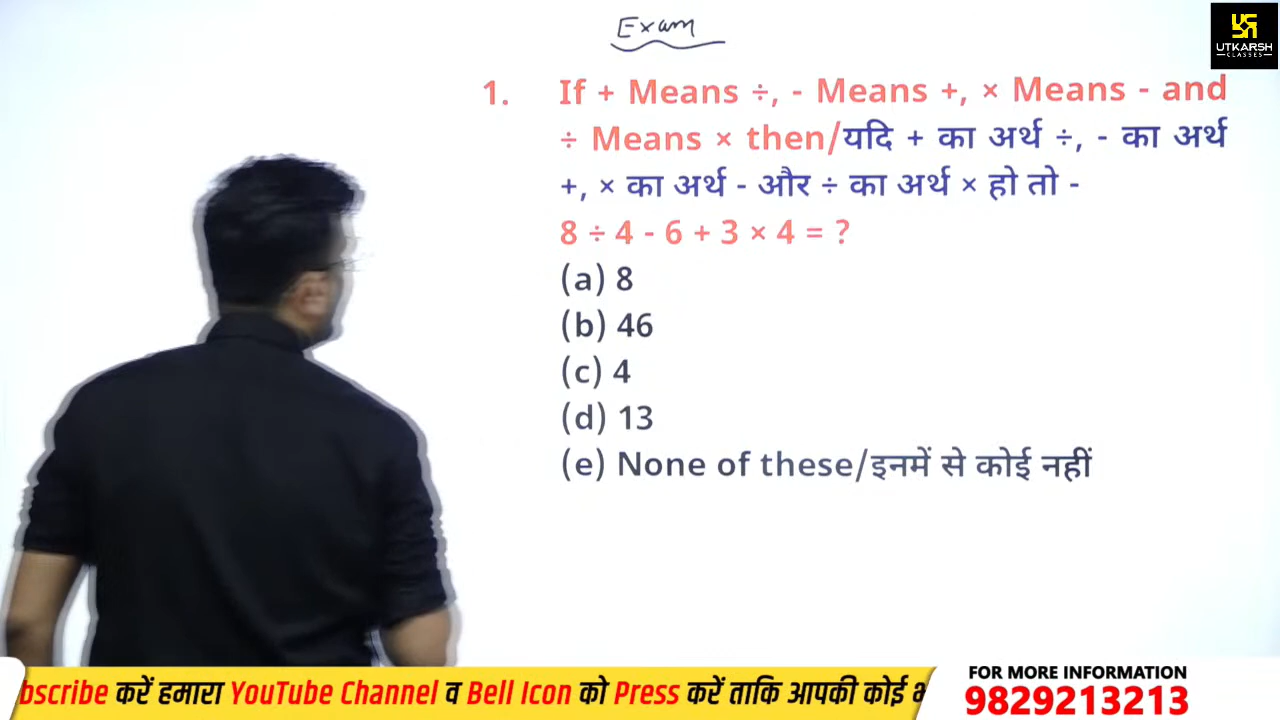 Exam
UTKARSH
CLASSES
1. If + Means ÷, - Means +, × Means - and
÷ Means × then/यदि + का अर्थ ÷, - का अर्थ
+, × का अर्थ - और ÷ का अर्थ × हो तो -
8 ÷ 4 - 6 + 3 × 4 = ?
(a) 8
(b) 46
(c) 4
(d) 13
(e) None of these/इनमें से कोई नहीं
bscribe करें हमारा YouTube Channel व Bell Icon को Press करें ताकि आपकी कोई
FOR MORE INFORMATION
9829213213